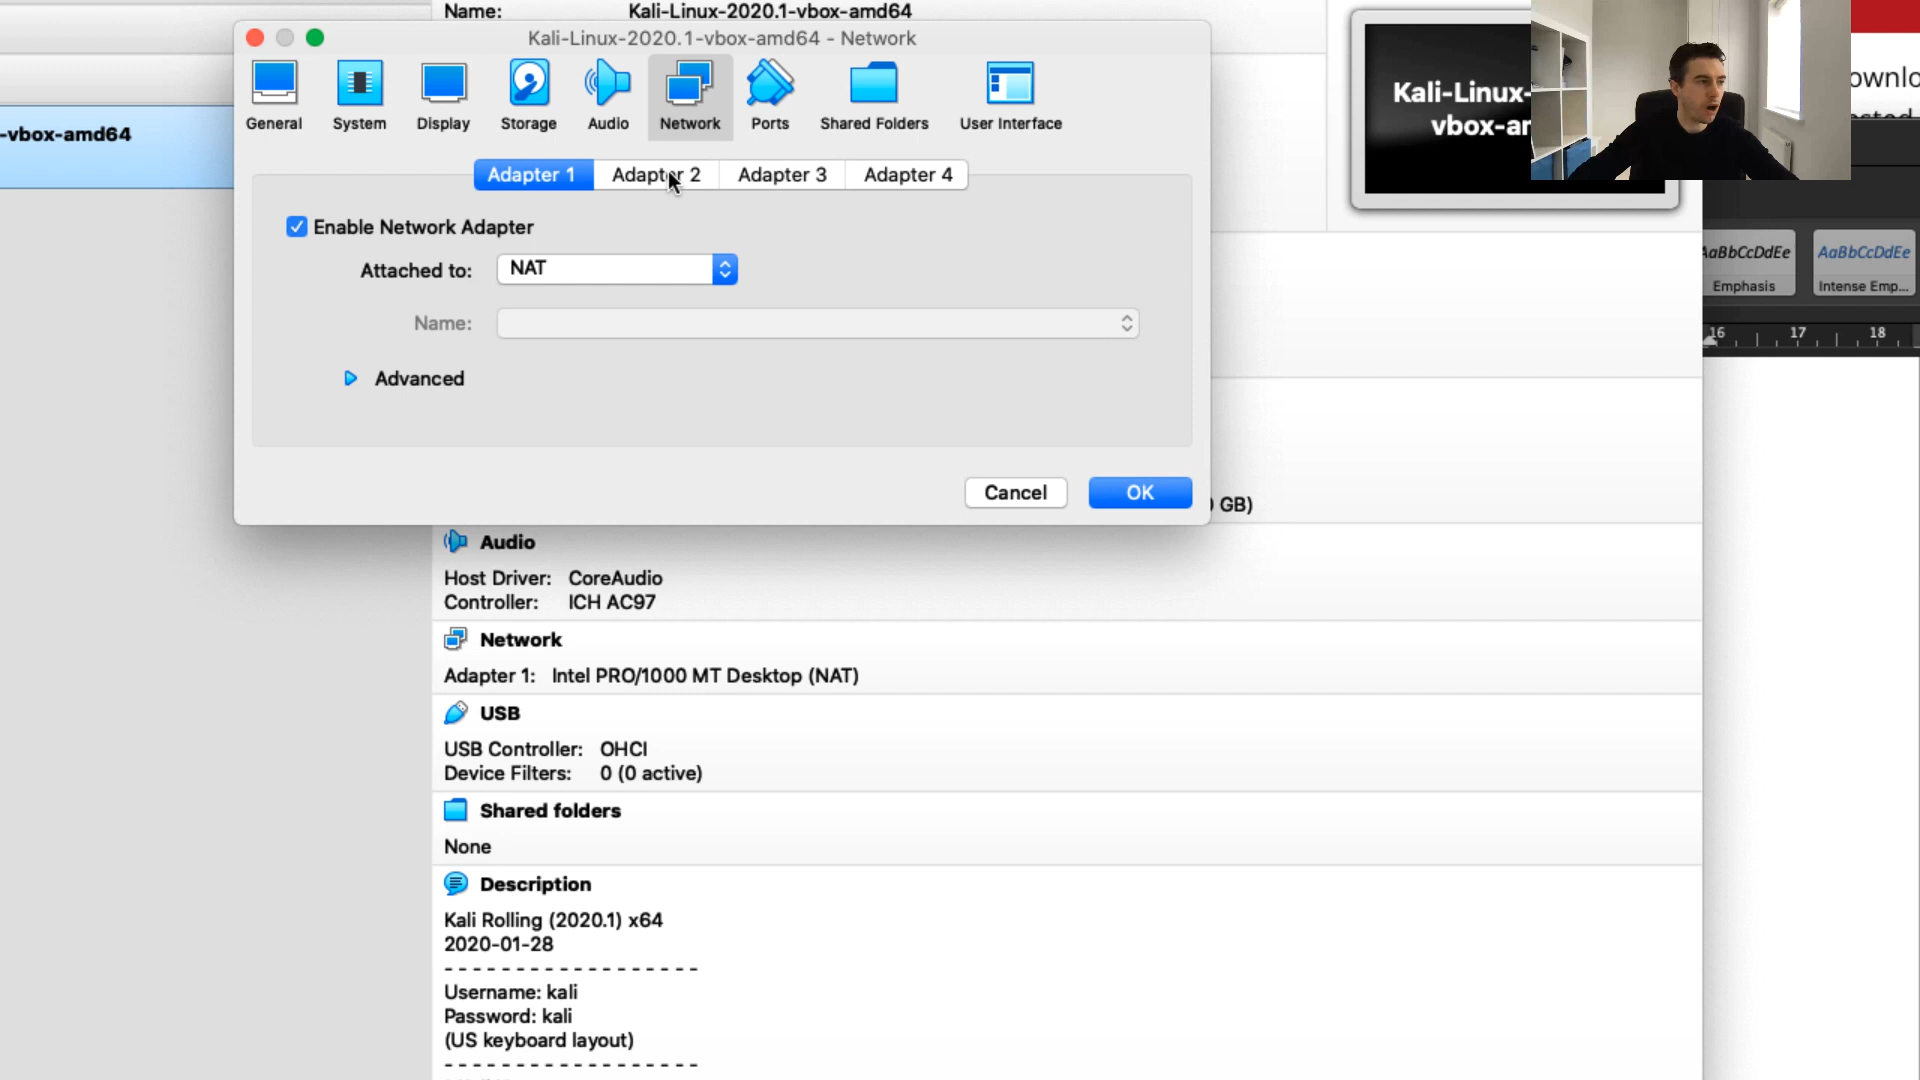 Name: Kali-Linux-2020.1-vbox-amd64
Kali-Linux-2020.1-vbox-amd64 - Network
General System Display Storage Audio Network Ports Shared Folders User Interface
-vbox-amd64
Adapter 1 Adapter 2 Adapter 3 Adapter 4
Enable Network Adapter
Attached to: NAT
Name:
Advanced
Cancel OK
GB)
Kali-Linux-
vbox-am
AaBbCcDdEe AaBbCcDdEe
Emphasis Intense Emp...
16 17 18
Audio
Host Driver: CoreAudio
Controller: ICH AC97
Network
Adapter 1: Intel PRO/1000 MT Desktop (NAT)
USB
USB Controller: OHCI
Device Filters: 0 (0 active)
Shared folders
None
Description
Kali Rolling (2020.1) x64
2020-01-28
- - - - - - - - - - - - - - - - - -
Username: kali
Password: kali
(US keyboard layout)
- - - - - - - - - - - - - - - - - -